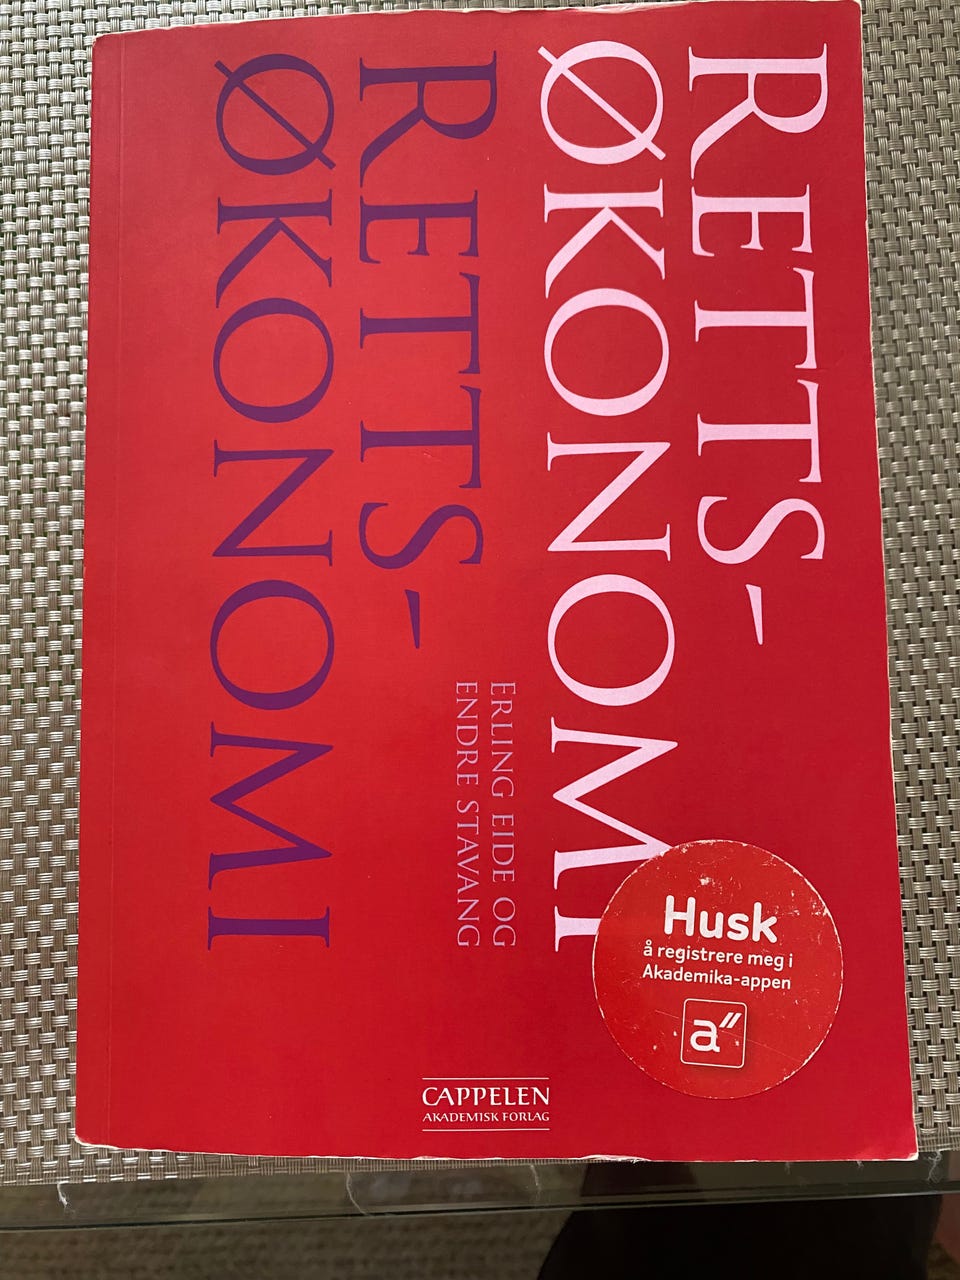 RETTS-
ØKONOMI
RETTS-
ØKONOMI
ERLING EIDE OG
ENDRE STAVANG
Husk
å registrere meg i
Akademika-appen
a"
CAPPELEN
AKADEMISK FORLAG